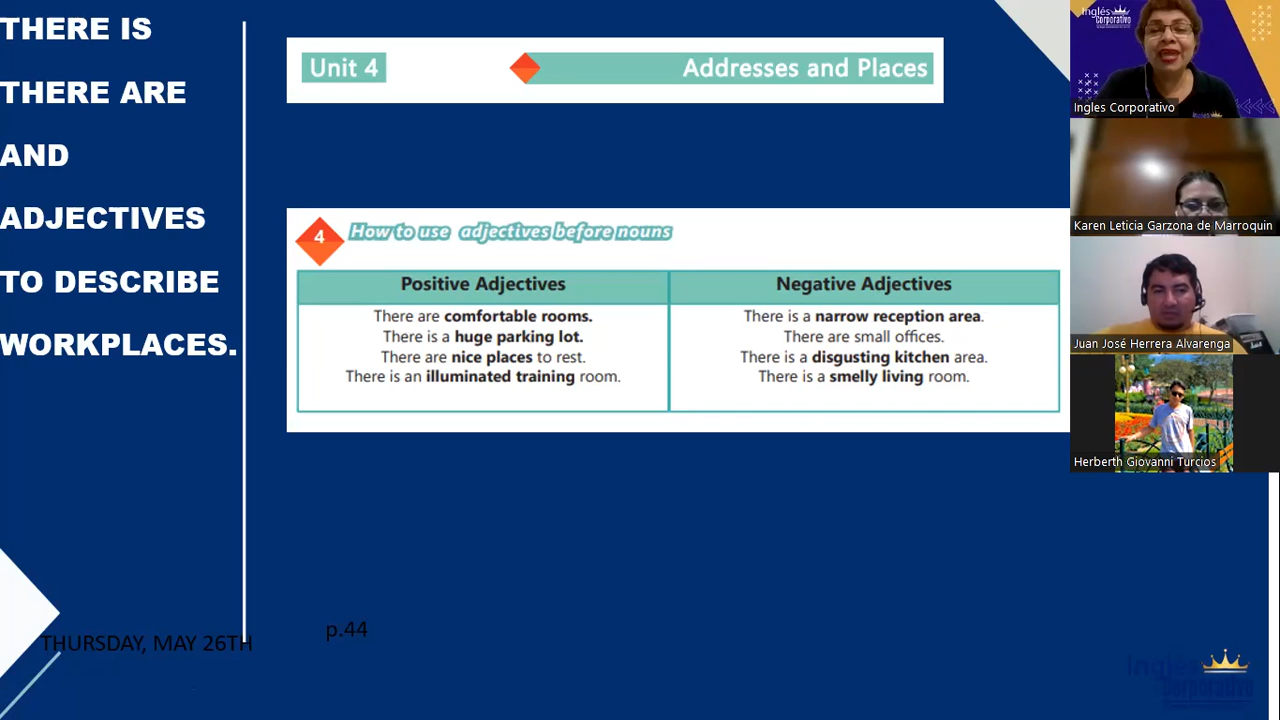 THERE IS
THERE ARE
AND
ADJECTIVES
TO DESCRIBE
WORKPLACES.
Unit 4
Addresses and Places
4
How to use adjectives before nouns
Positive Adjectives
There are comfortable rooms.
There is a huge parking lot.
There are nice places to rest.
There is an illuminated training room.
Negative Adjectives
There is a narrow reception area.
There are small offices.
There is a disgusting kitchen area.
There is a smelly living room.
THURSDAY, MAY 26TH
p.44
Inglés
Corporativo
Ingles Corporativo
Karen Leticia Garzona de Marroquin
Juan José Herrera Alvarenga
Herberth Giovanni Turcios
Inglés
Corporativo